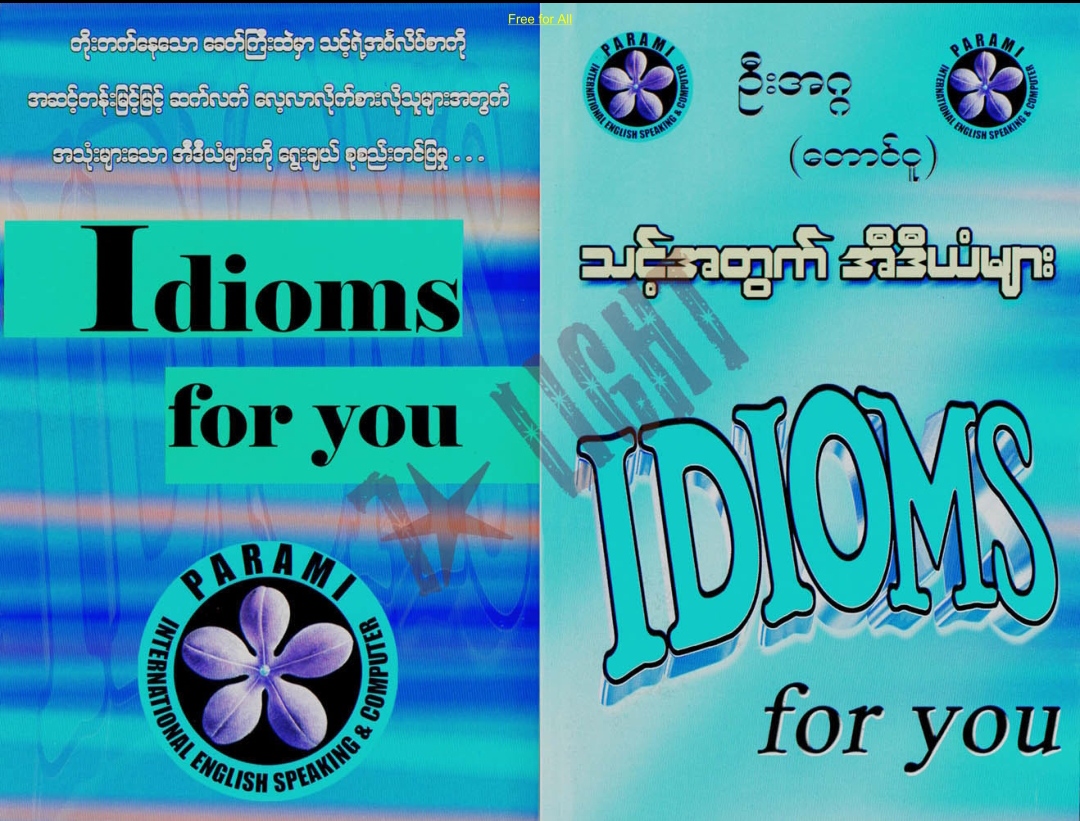 Free for All
တိုးတက်နေသော ခေတ်ကြီးထဲမှာ သင့်ရဲ့အင်္ဂလိပ်စာကို
အဆင့်တန်းမြင့်မြင့် ဆက်လက် လေ့လာလိုက်စားလိုသူများအတွက်
အသုံးများသော အီဒီယံများကို ရွေးချယ် စုစည်းတင်ပြမှု . . .
Idioms
for you
PARAMI
INTERNATIONAL ENGLISH SPEAKING & COMPUTER
PARAMI
INTERNATIONAL ENGLISH SPEAKING & COMPUTER
ဦးအဂ္ဂ
(တောင်ငူ)
PARAMI
INTERNATIONAL ENGLISH SPEAKING & COMPUTER
သင့်အတွက် အီဒီယံများ
IDIOMS
for you
LIGHT